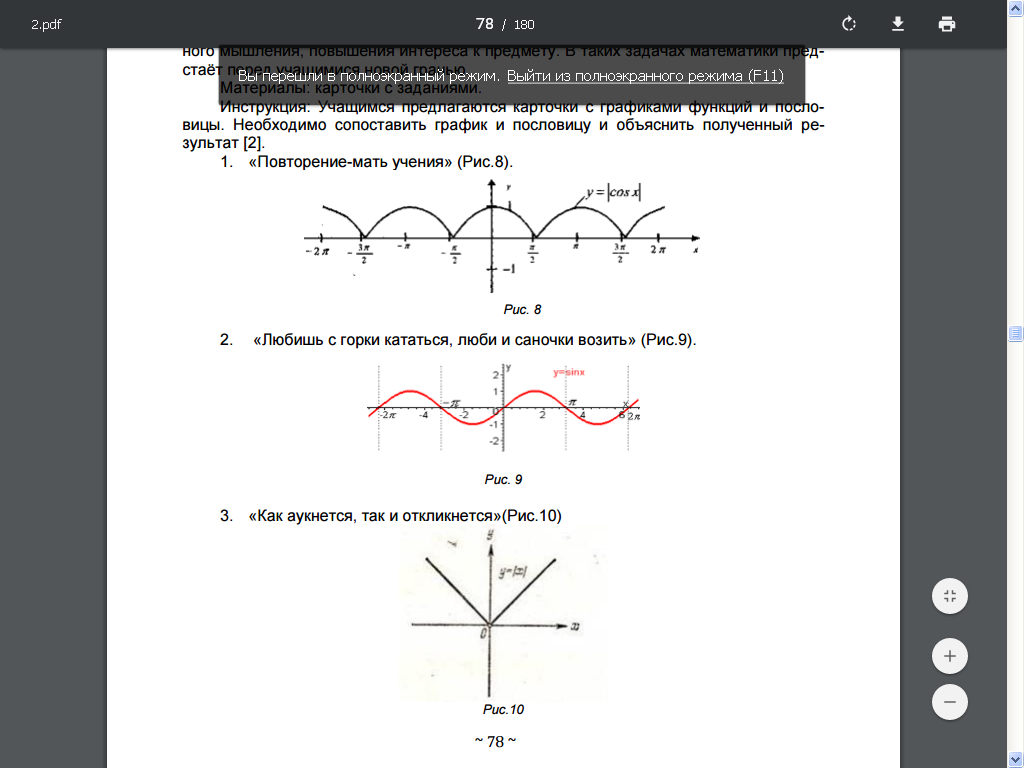 2.pdf
78 / 180
ного мышления, повышения интереса к предмету. В таких задачах математики пред-
стаёт перед учащимися новой гранью.
Вы перешли в полноэкранный режим. Выйти из полноэкранного режима (F11)
Материалы: карточки с заданиями.
Инструкция: Учащимся предлагаются карточки с графиками функций и посло-
вицы. Необходимо сопоставить график и пословицу и объяснить полученный ре-
зультат [2].
1. «Повторение-мать учения» (Рис.8).
y
1
y=|cos x|
-2π -3π/2 -π -π/2 π/2 π 3π/2 2π x
-1
Рис. 8
2. «Любишь с горки кататься, люби и саночки возить» (Рис.9).
y
y=sinx
2
1
-π π x
-2π -4 -2 0 2 4 6 2π
-1
-2
Рис. 9
3. «Как аукнется, так и откликнется»(Рис.10)
y
y=|x|
0 x
Рис.10
~ 78 ~